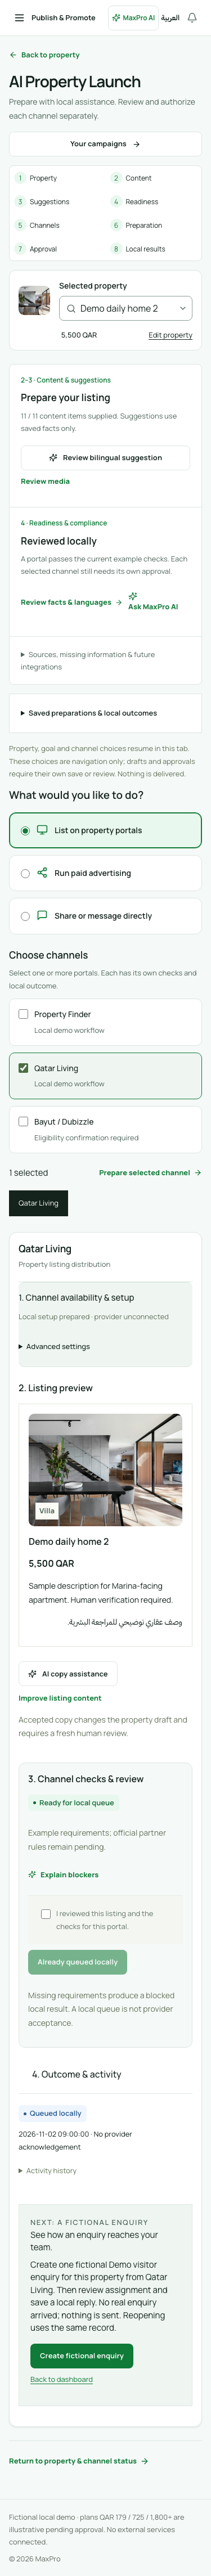 Publish & Promote
MaxPro AI
العربية
Back to property
AI Property Launch
Prepare with local assistance. Review and authorize
each channel separately.
Your campaigns
1 Property
2 Content
3 Suggestions
4 Readiness
5 Channels
6 Preparation
7 Approval
8 Local results
Selected property
Demo daily home 2
5,500 QAR
Edit property
2–3 · Content & suggestions
Prepare your listing
11 / 11 content items supplied. Suggestions use
saved facts only.
Review bilingual suggestion
Review media
4 · Readiness & compliance
Reviewed locally
A portal passes the current example checks. Each
selected channel still needs its own approval.
Review facts & languages
Ask MaxPro AI
Sources, missing information & future
integrations
Saved preparations & local outcomes
Property, goal and channel choices resume in this tab.
These choices are navigation only; drafts and approvals
require their own save or review. Nothing is delivered.
What would you like to do?
List on property portals
Run paid advertising
Share or message directly
Choose channels
Select one or more portals. Each has its own checks and
local outcome.
Property Finder
Local demo workflow
Qatar Living
Local demo workflow
Bayut / Dubizzle
Eligibility confirmation required
1 selected
Prepare selected channel
Qatar Living
Qatar Living
Property listing distribution
1. Channel availability & setup
Local setup prepared · provider unconnected
Advanced settings
2. Listing preview
Villa
Demo daily home 2
5,500 QAR
Sample description for Marina-facing
apartment. Human verification required.
وصف عقاري توضيحي للمراجعة البشرية.
AI copy assistance
Improve listing content
Accepted copy changes the property draft and
requires a fresh human review.
3. Channel checks & review
Ready for local queue
Example requirements; official partner
rules remain pending.
Explain blockers
I reviewed this listing and the
checks for this portal.
Already queued locally
Missing requirements produce a blocked
local result. A local queue is not provider
acceptance.
4. Outcome & activity
Queued locally
2026-11-02 09:00:00 · No provider
acknowledgement
Activity history
NEXT: A FICTIONAL ENQUIRY
See how an enquiry reaches your
team.
Create one fictional Demo visitor
enquiry for this property from Qatar
Living. Then review assignment and
save a local reply. No real enquiry
arrived; nothing is sent. Reopening
uses the same record.
Create fictional enquiry
Back to dashboard
Return to property & channel status
Fictional local demo · plans QAR 179 / 725 / 1,800+ are
illustrative pending approval. No external services
connected.
© 2026 MaxPro